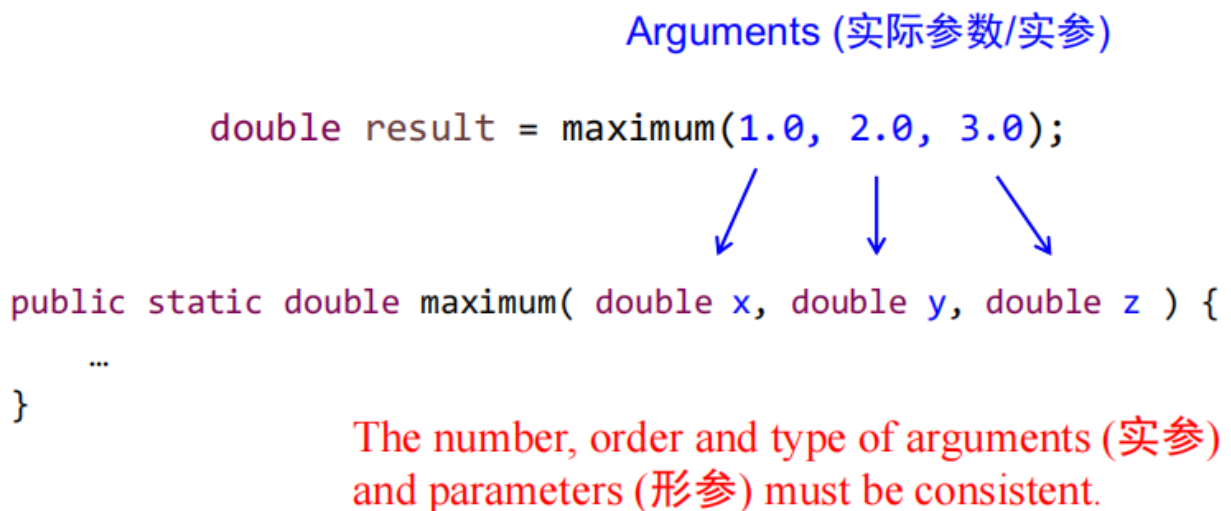 Arguments (实际参数/实参)
double result = maximum(1.0, 2.0, 3.0);
public static double maximum( double x, double y, double z ) {
…
}
The number, order and type of arguments (实参)
and parameters (形参) must be consistent.